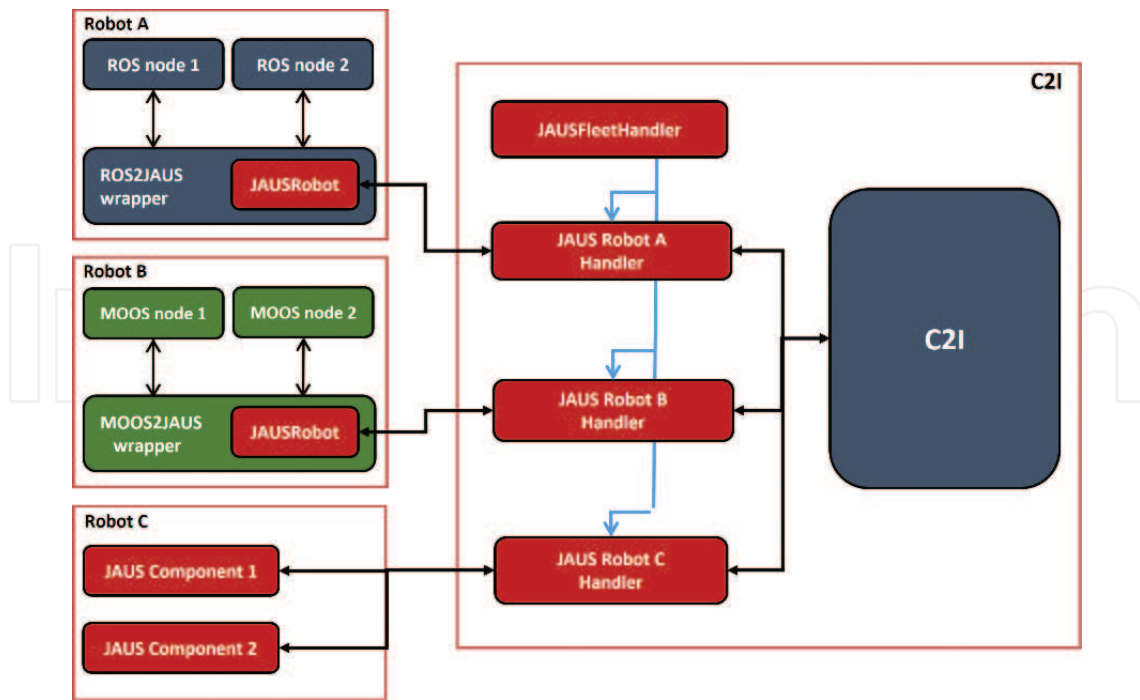 Robot A
ROS node 1
ROS node 2
ROS2JAUS
wrapper
JAUSRobot
Robot B
MOOS node 1
MOOS node 2
MOOS2JAUS
wrapper
JAUSRobot
Robot C
JAUS Component 1
JAUS Component 2
C2I
JAUSFleetHandler
JAUS Robot A
Handler
JAUS Robot B
Handler
JAUS Robot C
Handler
C2I